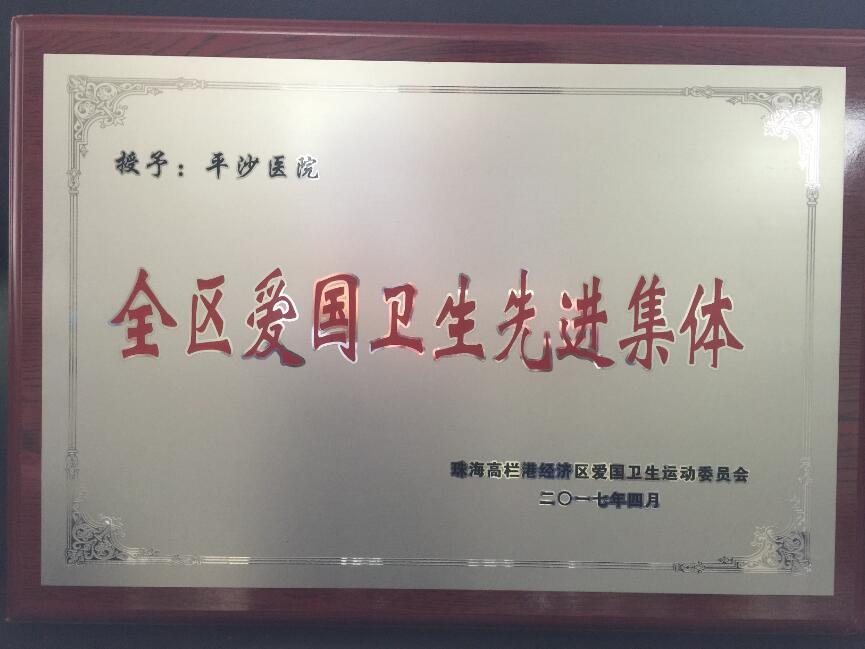 授予：平沙医院
全区爱国卫生先进集体
珠海高栏港经济区爱国卫生运动委员会
二〇一七年四月